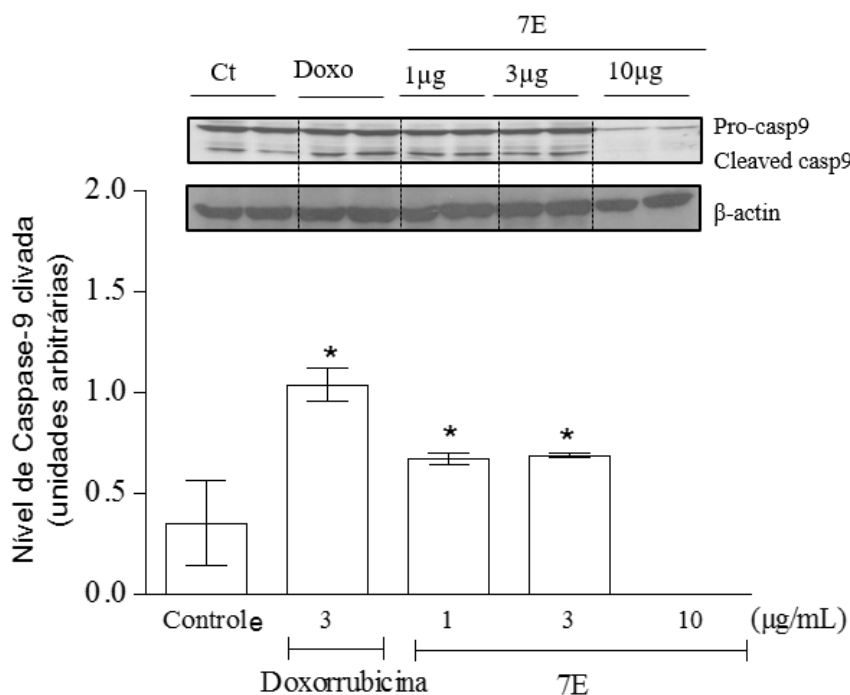 7E
Ct Doxo 1µg 3µg 10µg
Pro-casp9
Cleaved casp9
β-actin
Nível de Caspase-9 clivada
(unidades arbitrárias)
2.0
1.5
1.0
0.5
0.0
*
*
*
Controle 3 1 3 10 (µg/mL)
Doxorrubicina 7E